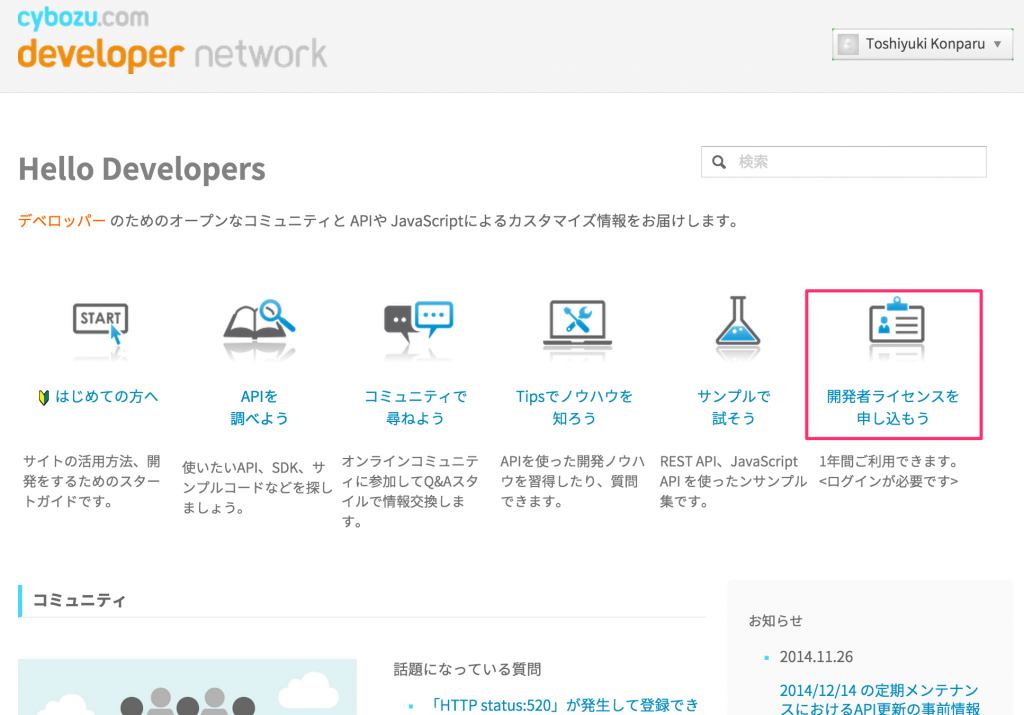 cybozu.com
developer network
Toshiyuki Konparu ▼
Hello Developers
検索
デベロッパー のためのオープンなコミュニティと APIや JavaScriptによるカスタマイズ情報をお届けします。
START
はじめての方へ
サイトの活用方法、開
発をするためのスター
トガイドです。
APIを
調べよう
使いたいAPI、SDK、サ
ンプルコードなどを探し
ましょう。
コミュニティで
尋ねよう
オンラインコミュニテ
ィに参加してQ&Aスタ
イルで情報交換しま
す。
Tipsでノウハウを
知ろう
APIを使った開発ノウハ
ウを習得したり、質問
できます。
サンプルで
試そう
REST API、JavaScript
API を使ったンサンプル
集です。
開発者ライセンスを
申し込もう
1年間ご利用できます。
<ログインが必要です>
コミュニティ
話題になっている質問
「HTTP status:520」が発生して登録でき
お知らせ
2014.11.26
2014/12/14 の定期メンテナン
スにおけるAPI更新の事前情報